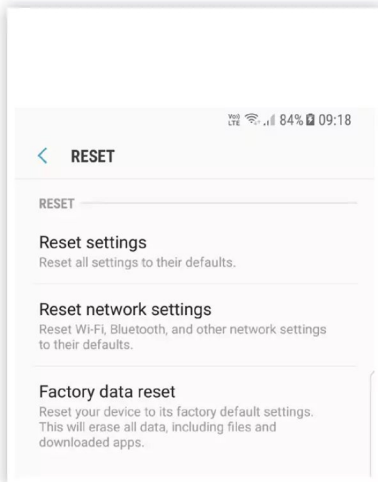 VoD LTE 84% 09:18
RESET
RESET
Reset settings
Reset all settings to their defaults.
Reset network settings
Reset Wi-Fi, Bluetooth, and other network settings
to their defaults.
Factory data reset
Reset your device to its factory default settings.
This will erase all data, including files and
downloaded apps.